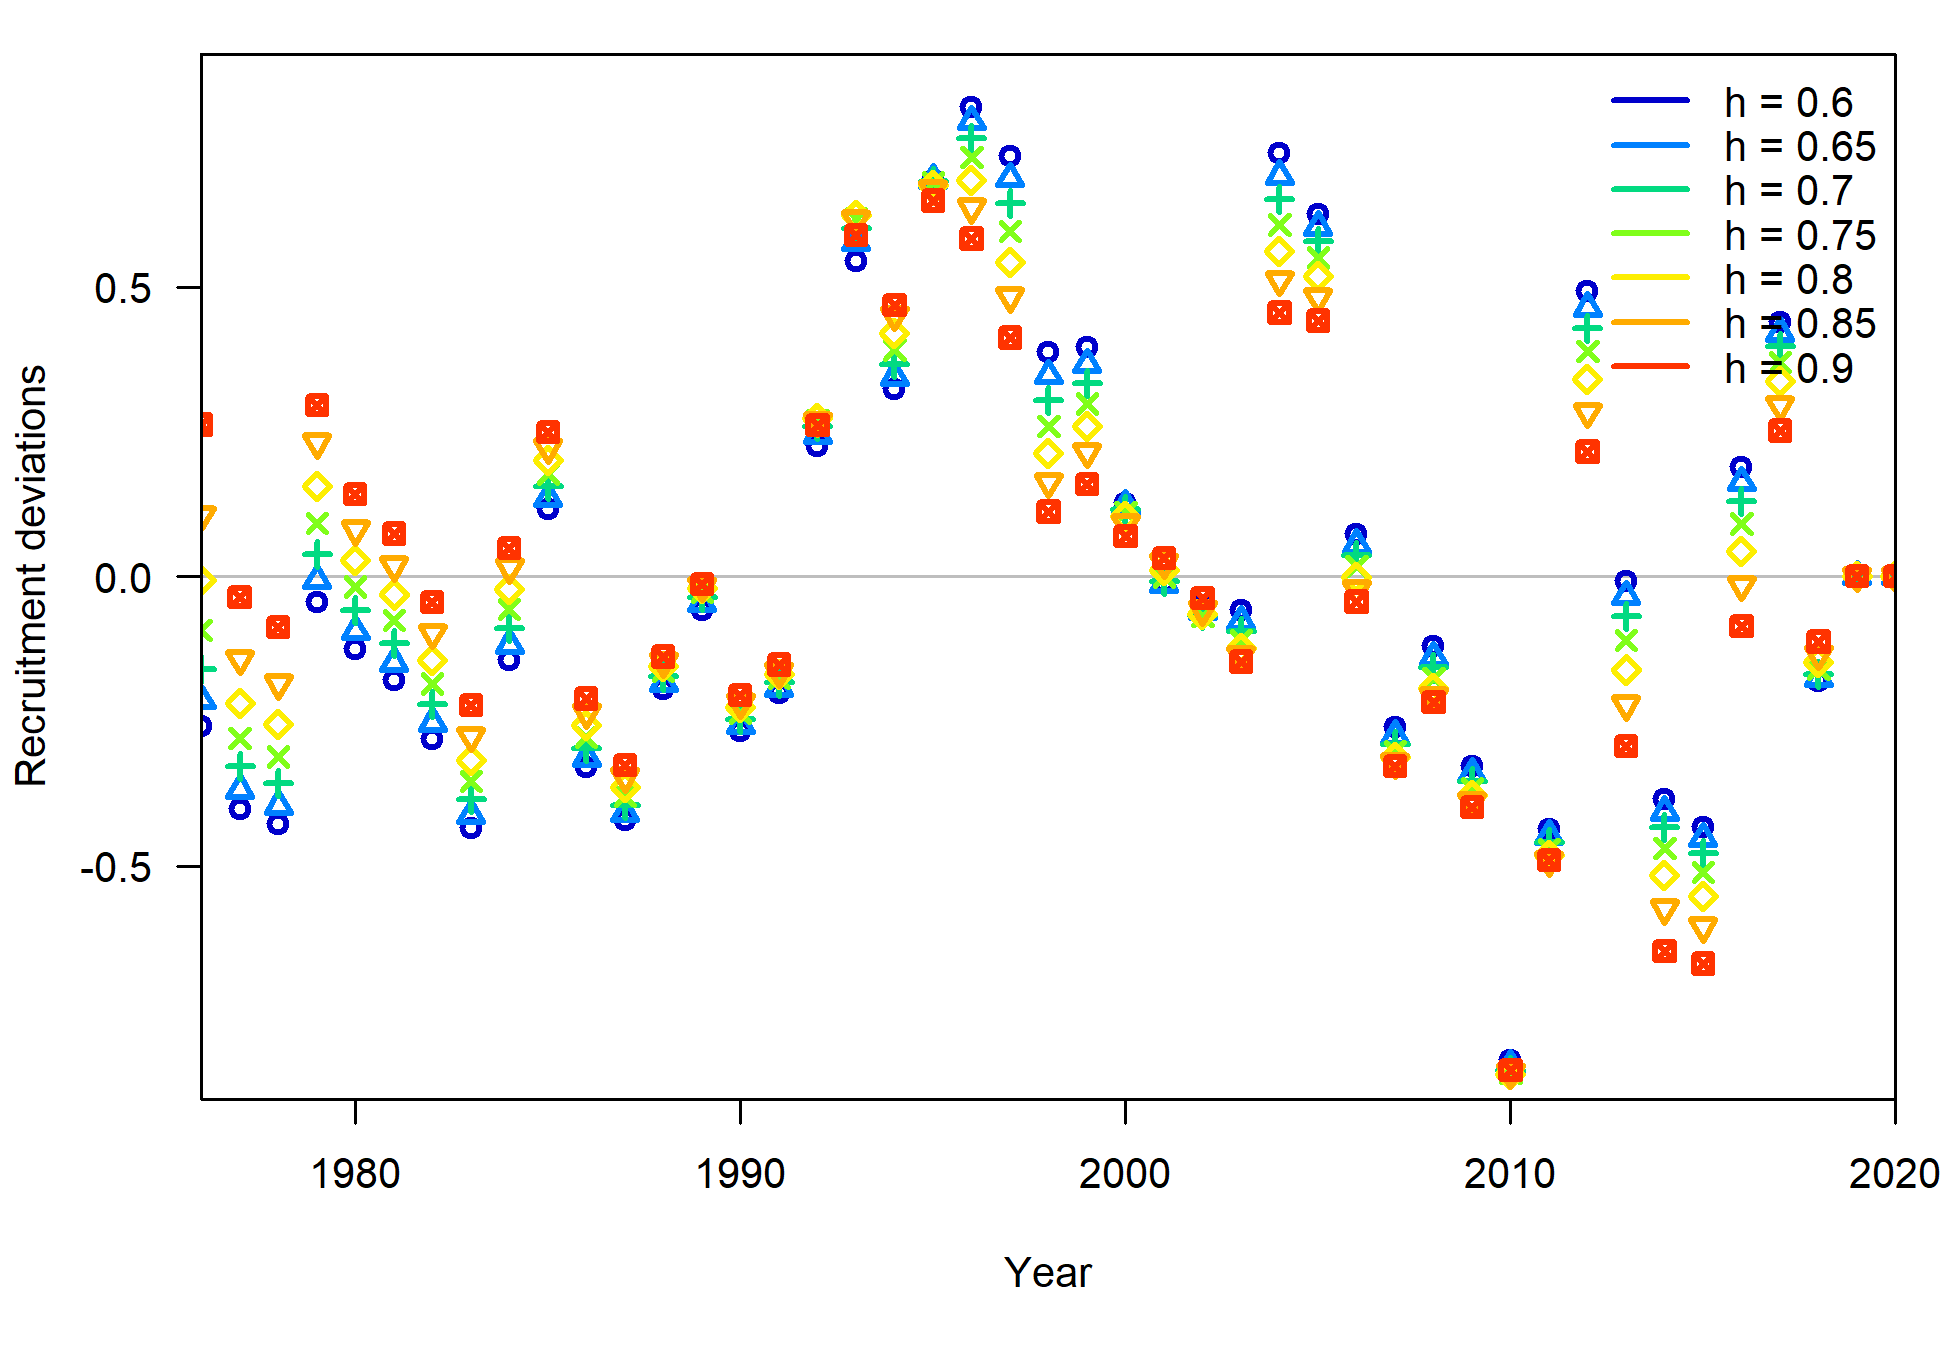 h = 0.6
h = 0.65
h = 0.7
h = 0.75
h = 0.8
h = 0.85
h = 0.9
0.5
0.0
-0.5
Recruitment deviations
1980 1990 2000 2010 2020
Year